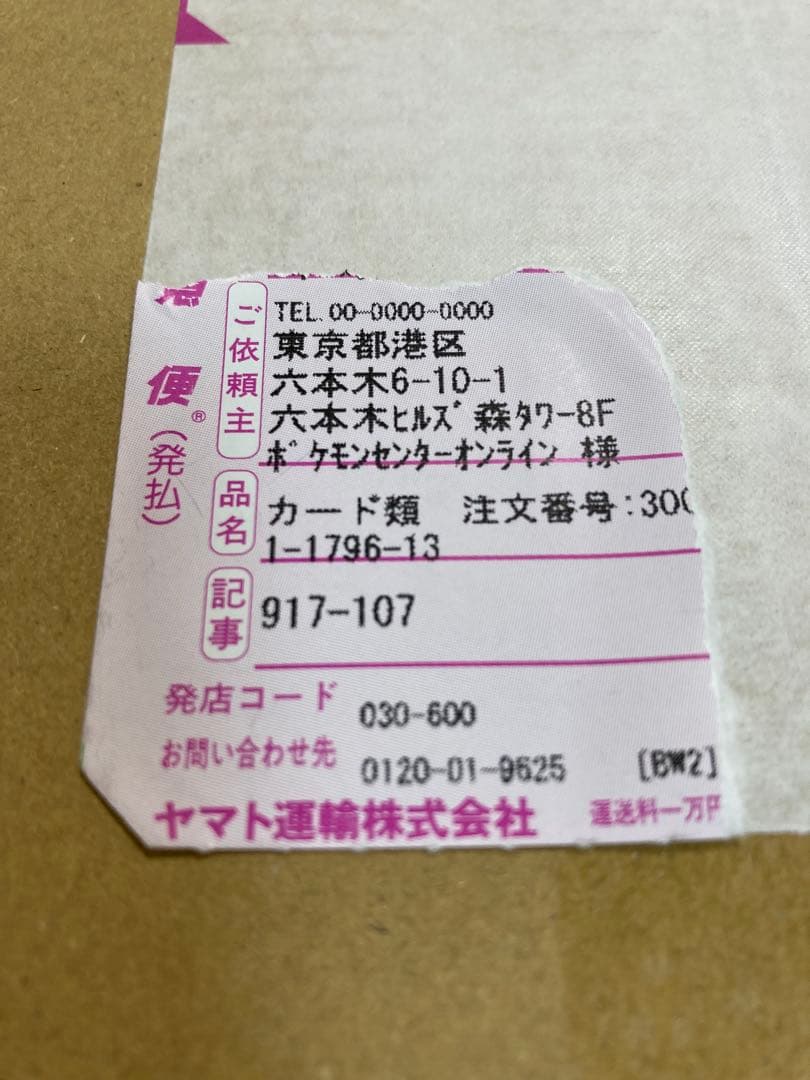 ご依頼主
TEL.00-0000-0000
東京都港区
六本木6-10-1
六本木ヒルズ 森タワー8F
ポケモンセンターオンライン 様
便®
(発払)
品名
カード類 注文番号:300
1-1796-13
記事
917-107
発店コード 030-600
お問い合わせ先 0120-01-9625 [BW2]
ヤマト運輸株式会社 運送料一万円